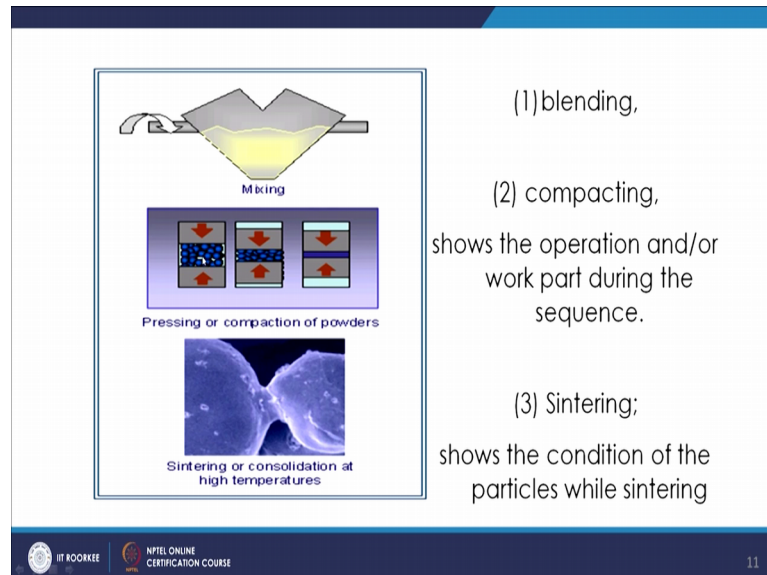 Mixing
Pressing or compaction of powders
Sintering or consolidation at
high temperatures
(1) blending,
(2) compacting,
shows the operation and/or
work part during the
sequence.
(3) Sintering;
shows the condition of the
particles while sintering
IIT ROORKEE
NPTEL ONLINE
CERTIFICATION COURSE
11